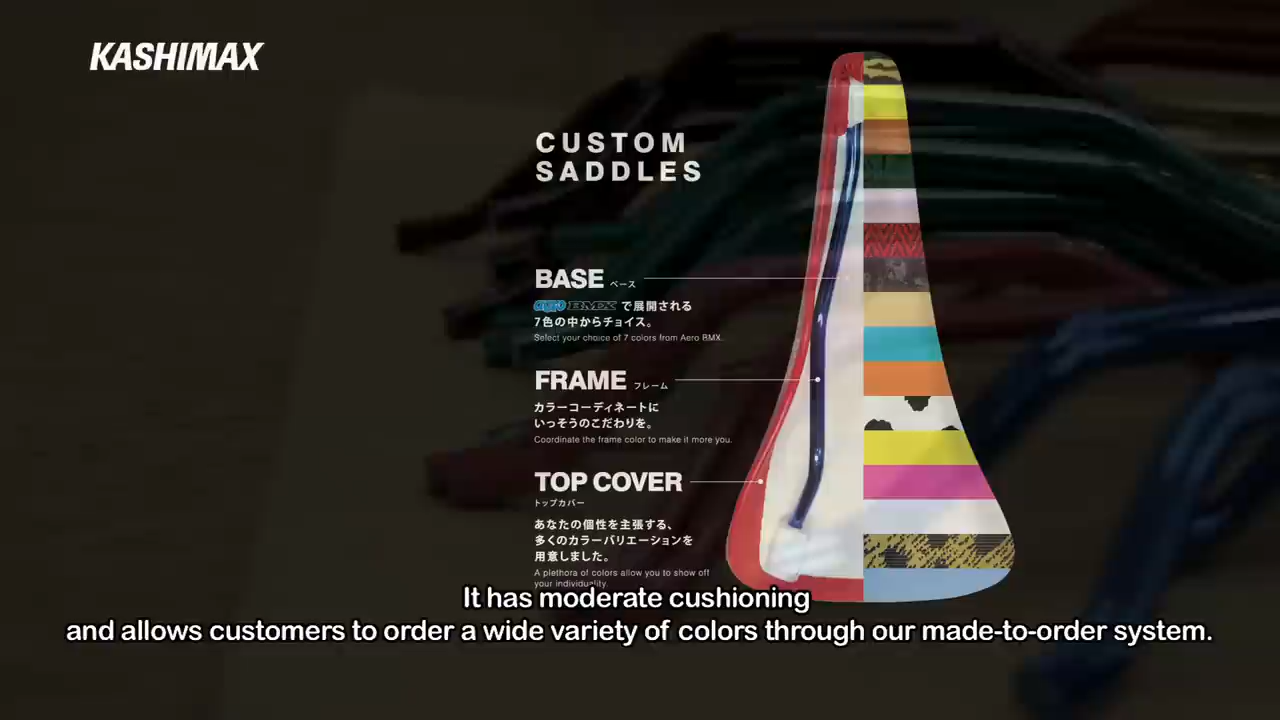 KASHIMAX
CUSTOM
SADDLES
BASE ベース
aero BMX で展開される
7色の中からチョイス。
Select your choice of 7 colors from Aero BMX.
FRAME フレーム
カラーコーディネートに
いっそうのこだわりを。
Coordinate the frame color to make it more you.
TOP COVER
トップカバー
あなたの個性を主張する、
多くのカラーバリエーションを
用意しました。
A plethora of colors allow you to show off
your individuality.
It has moderate cushioning
and allows customers to order a wide variety of colors through our made-to-order system.